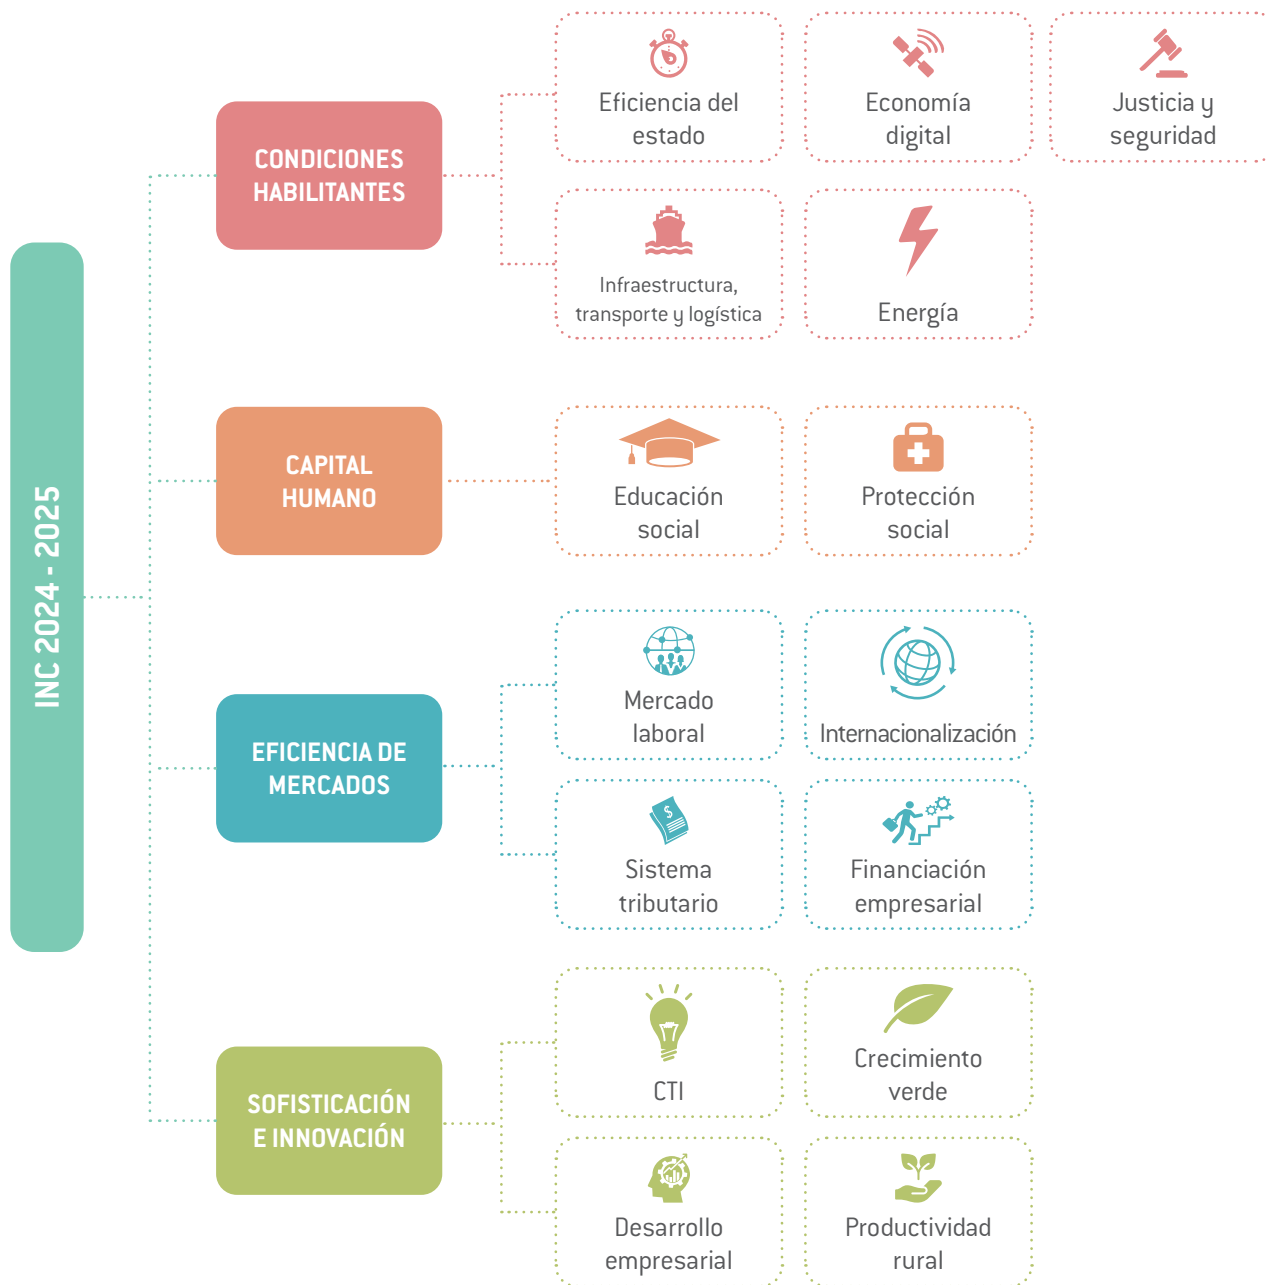 INC 2024 - 2025
CONDICIONES
HABILITANTES
Eficiencia del
estado
Economía
digital
Justicia y
seguridad
Infraestructura,
transporte y logística
Energía
CAPITAL
HUMANO
Educación
social
Protección
social
EFICIENCIA DE
MERCADOS
Mercado
laboral
Internacionalización
$
Sistema
tributario
Financiación
empresarial
SOFISTICACIÓN
E INNOVACIÓN
CTI
Crecimiento
verde
Desarrollo
empresarial
Productividad
rural